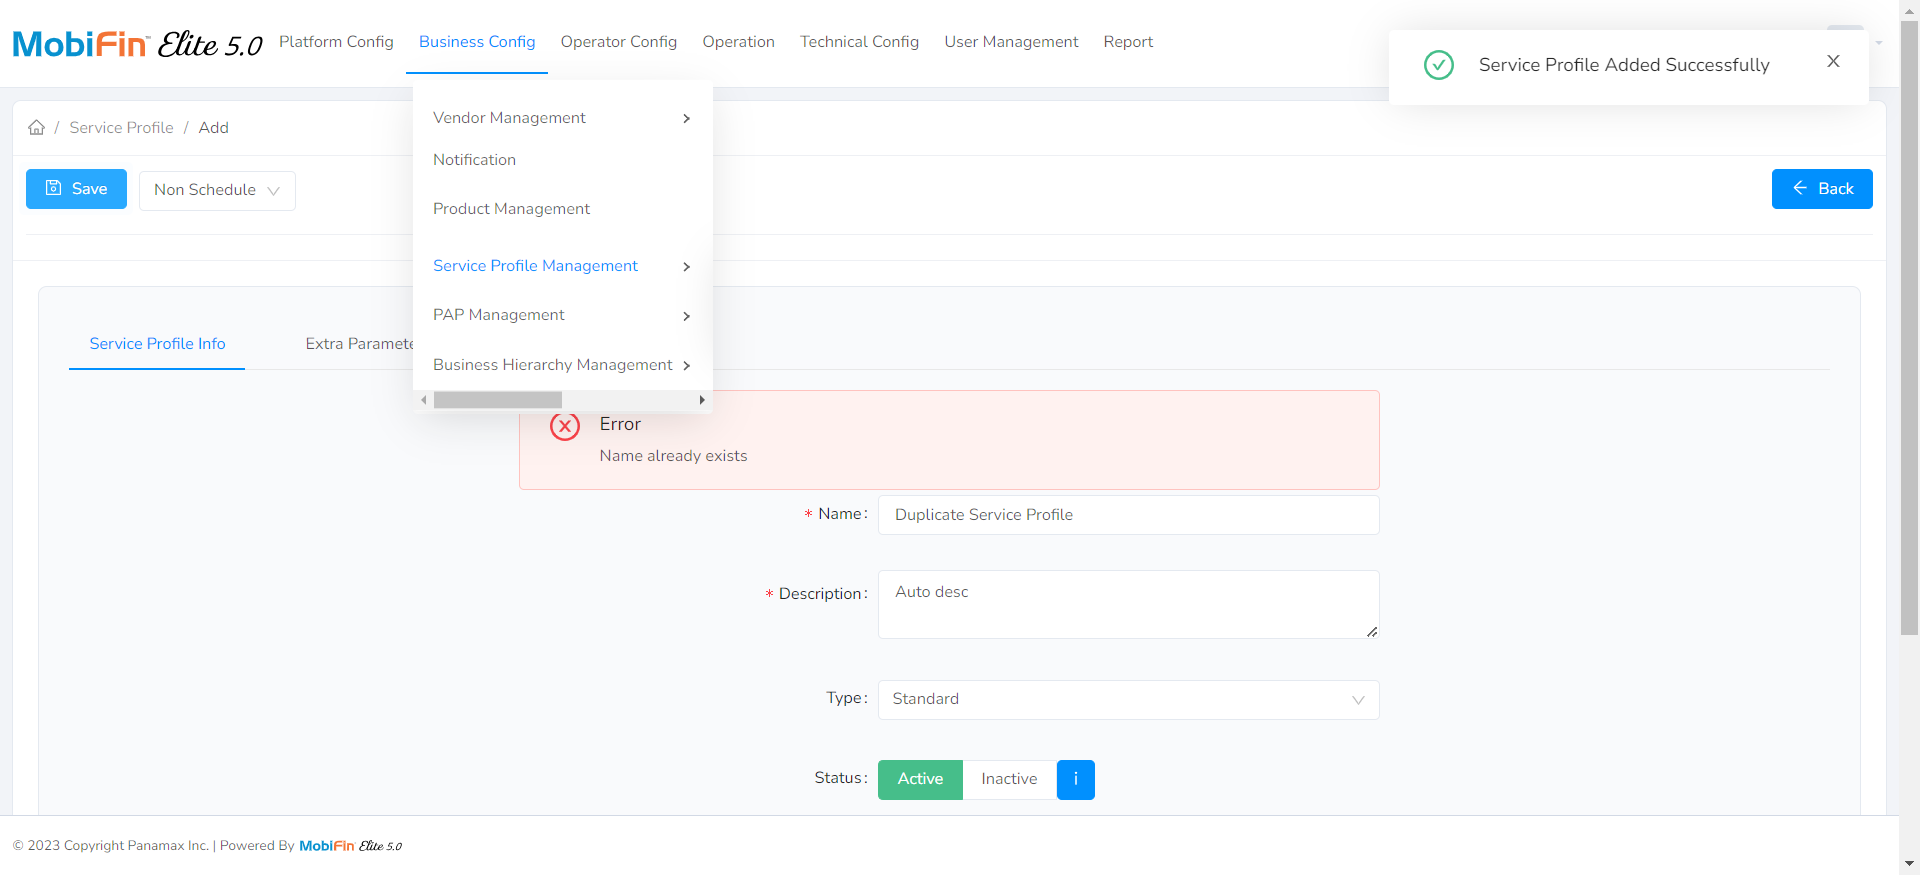 MobiFin™ Elite 5.0
Platform Config
Business Config
Operator Config
Operation
Technical Config
User Management
Report
Service Profile Added Successfully
/ Service Profile / Add
Vendor Management
Notification
Product Management
Service Profile Management
PAP Management
Business Hierarchy Management
Save
Non Schedule
Back
Service Profile Info
Extra Paramete
Error
Name already exists
* Name :
Duplicate Service Profile
* Description :
Auto desc
Type :
Standard
Status :
Active
Inactive
i
© 2023 Copyright Panamax Inc. | Powered By MobiFin Elite 5.0